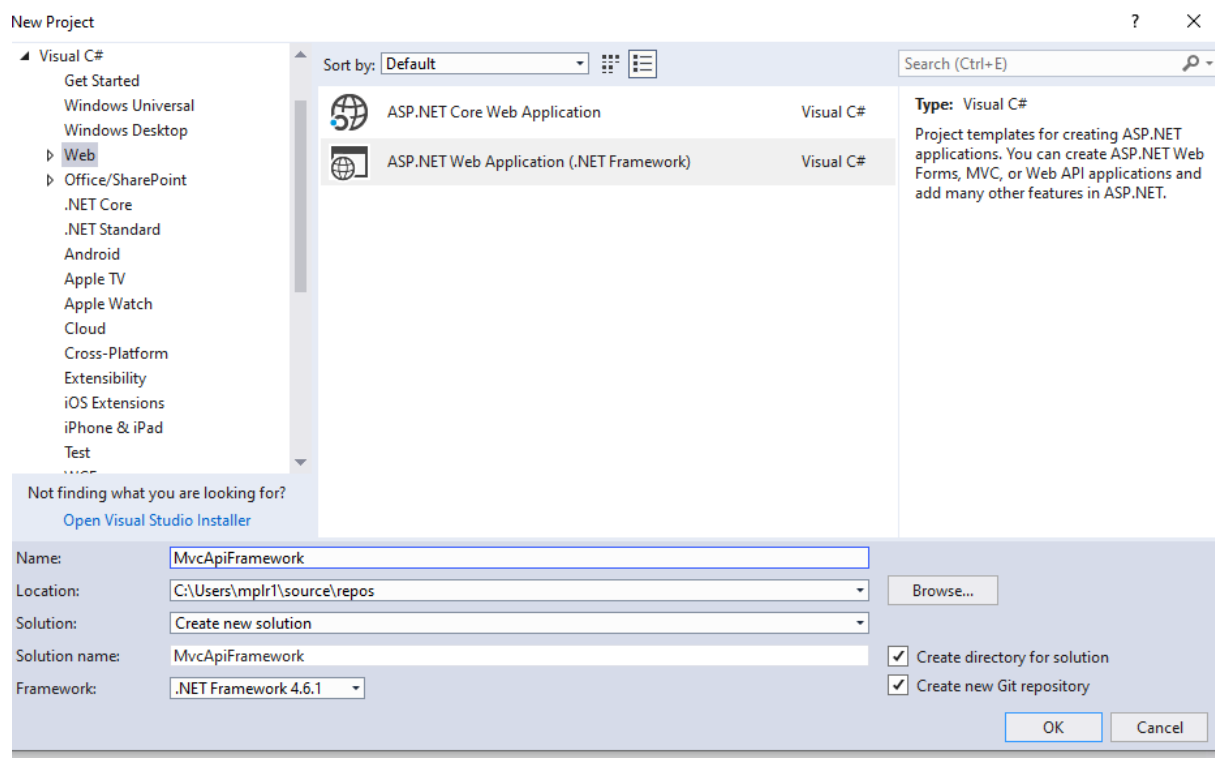 New Project
?
Visual C#
Get Started
Windows Universal
Windows Desktop
Web
Office/SharePoint
.NET Core
.NET Standard
Android
Apple TV
Apple Watch
Cloud
Cross-Platform
Extensibility
iOS Extensions
iPhone & iPad
Test
Not finding what you are looking for?
Open Visual Studio Installer
Sort by: Default
ASP.NET Core Web Application Visual C#
ASP.NET Web Application (.NET Framework) Visual C#
Search (Ctrl+E)
Type: Visual C#
Project templates for creating ASP.NET
applications. You can create ASP.NET Web
Forms, MVC, or Web API applications and
add many other features in ASP.NET.
Name: MvcApiFramework
Location: C:\Users\mplr1\source\repos Browse...
Solution: Create new solution
Solution name: MvcApiFramework Create directory for solution
Framework: .NET Framework 4.6.1 Create new Git repository
OK Cancel